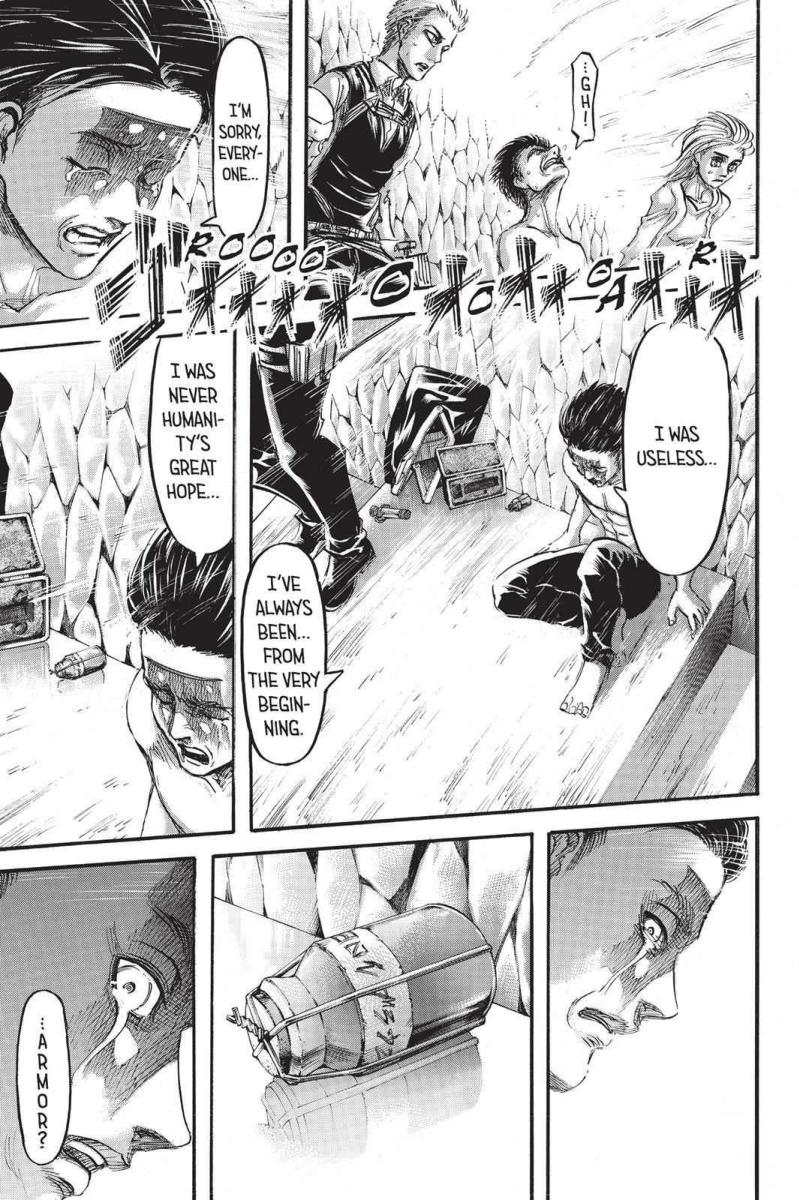 ...GH!
I'M
SORRY,
EVERY-
ONE...
ROOOOO O O O-A R.
I WAS
USELESS...
I'VE
ALWAYS
BEEN...
FROM
THE VERY
BEGIN-
NING.
I WAS
NEVER
HUMANI-
TY'S
GREAT
HOPE...
...ARMOR?